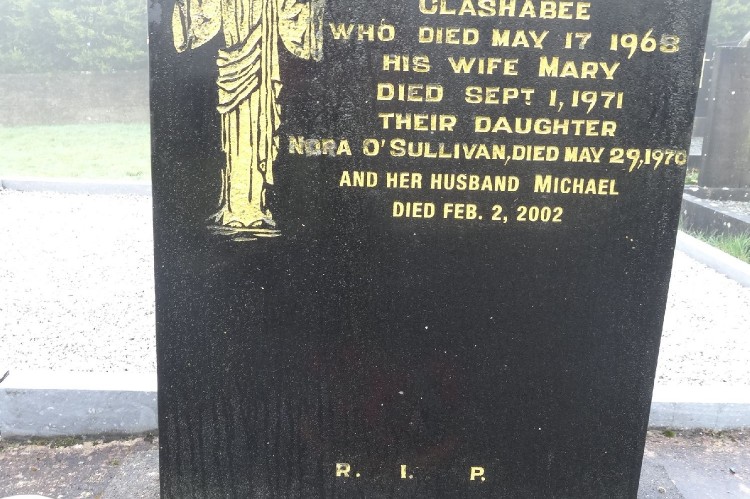 CLASHABEE
WHO DIED MAY 17 1968
HIS WIFE MARY
DIED SEPT 1, 1971
THEIR DAUGHTER
NORA O'SULLIVAN, DIED MAY 29, 1970
AND HER HUSBAND MICHAEL
DIED FEB. 2, 2002
R. I. P.